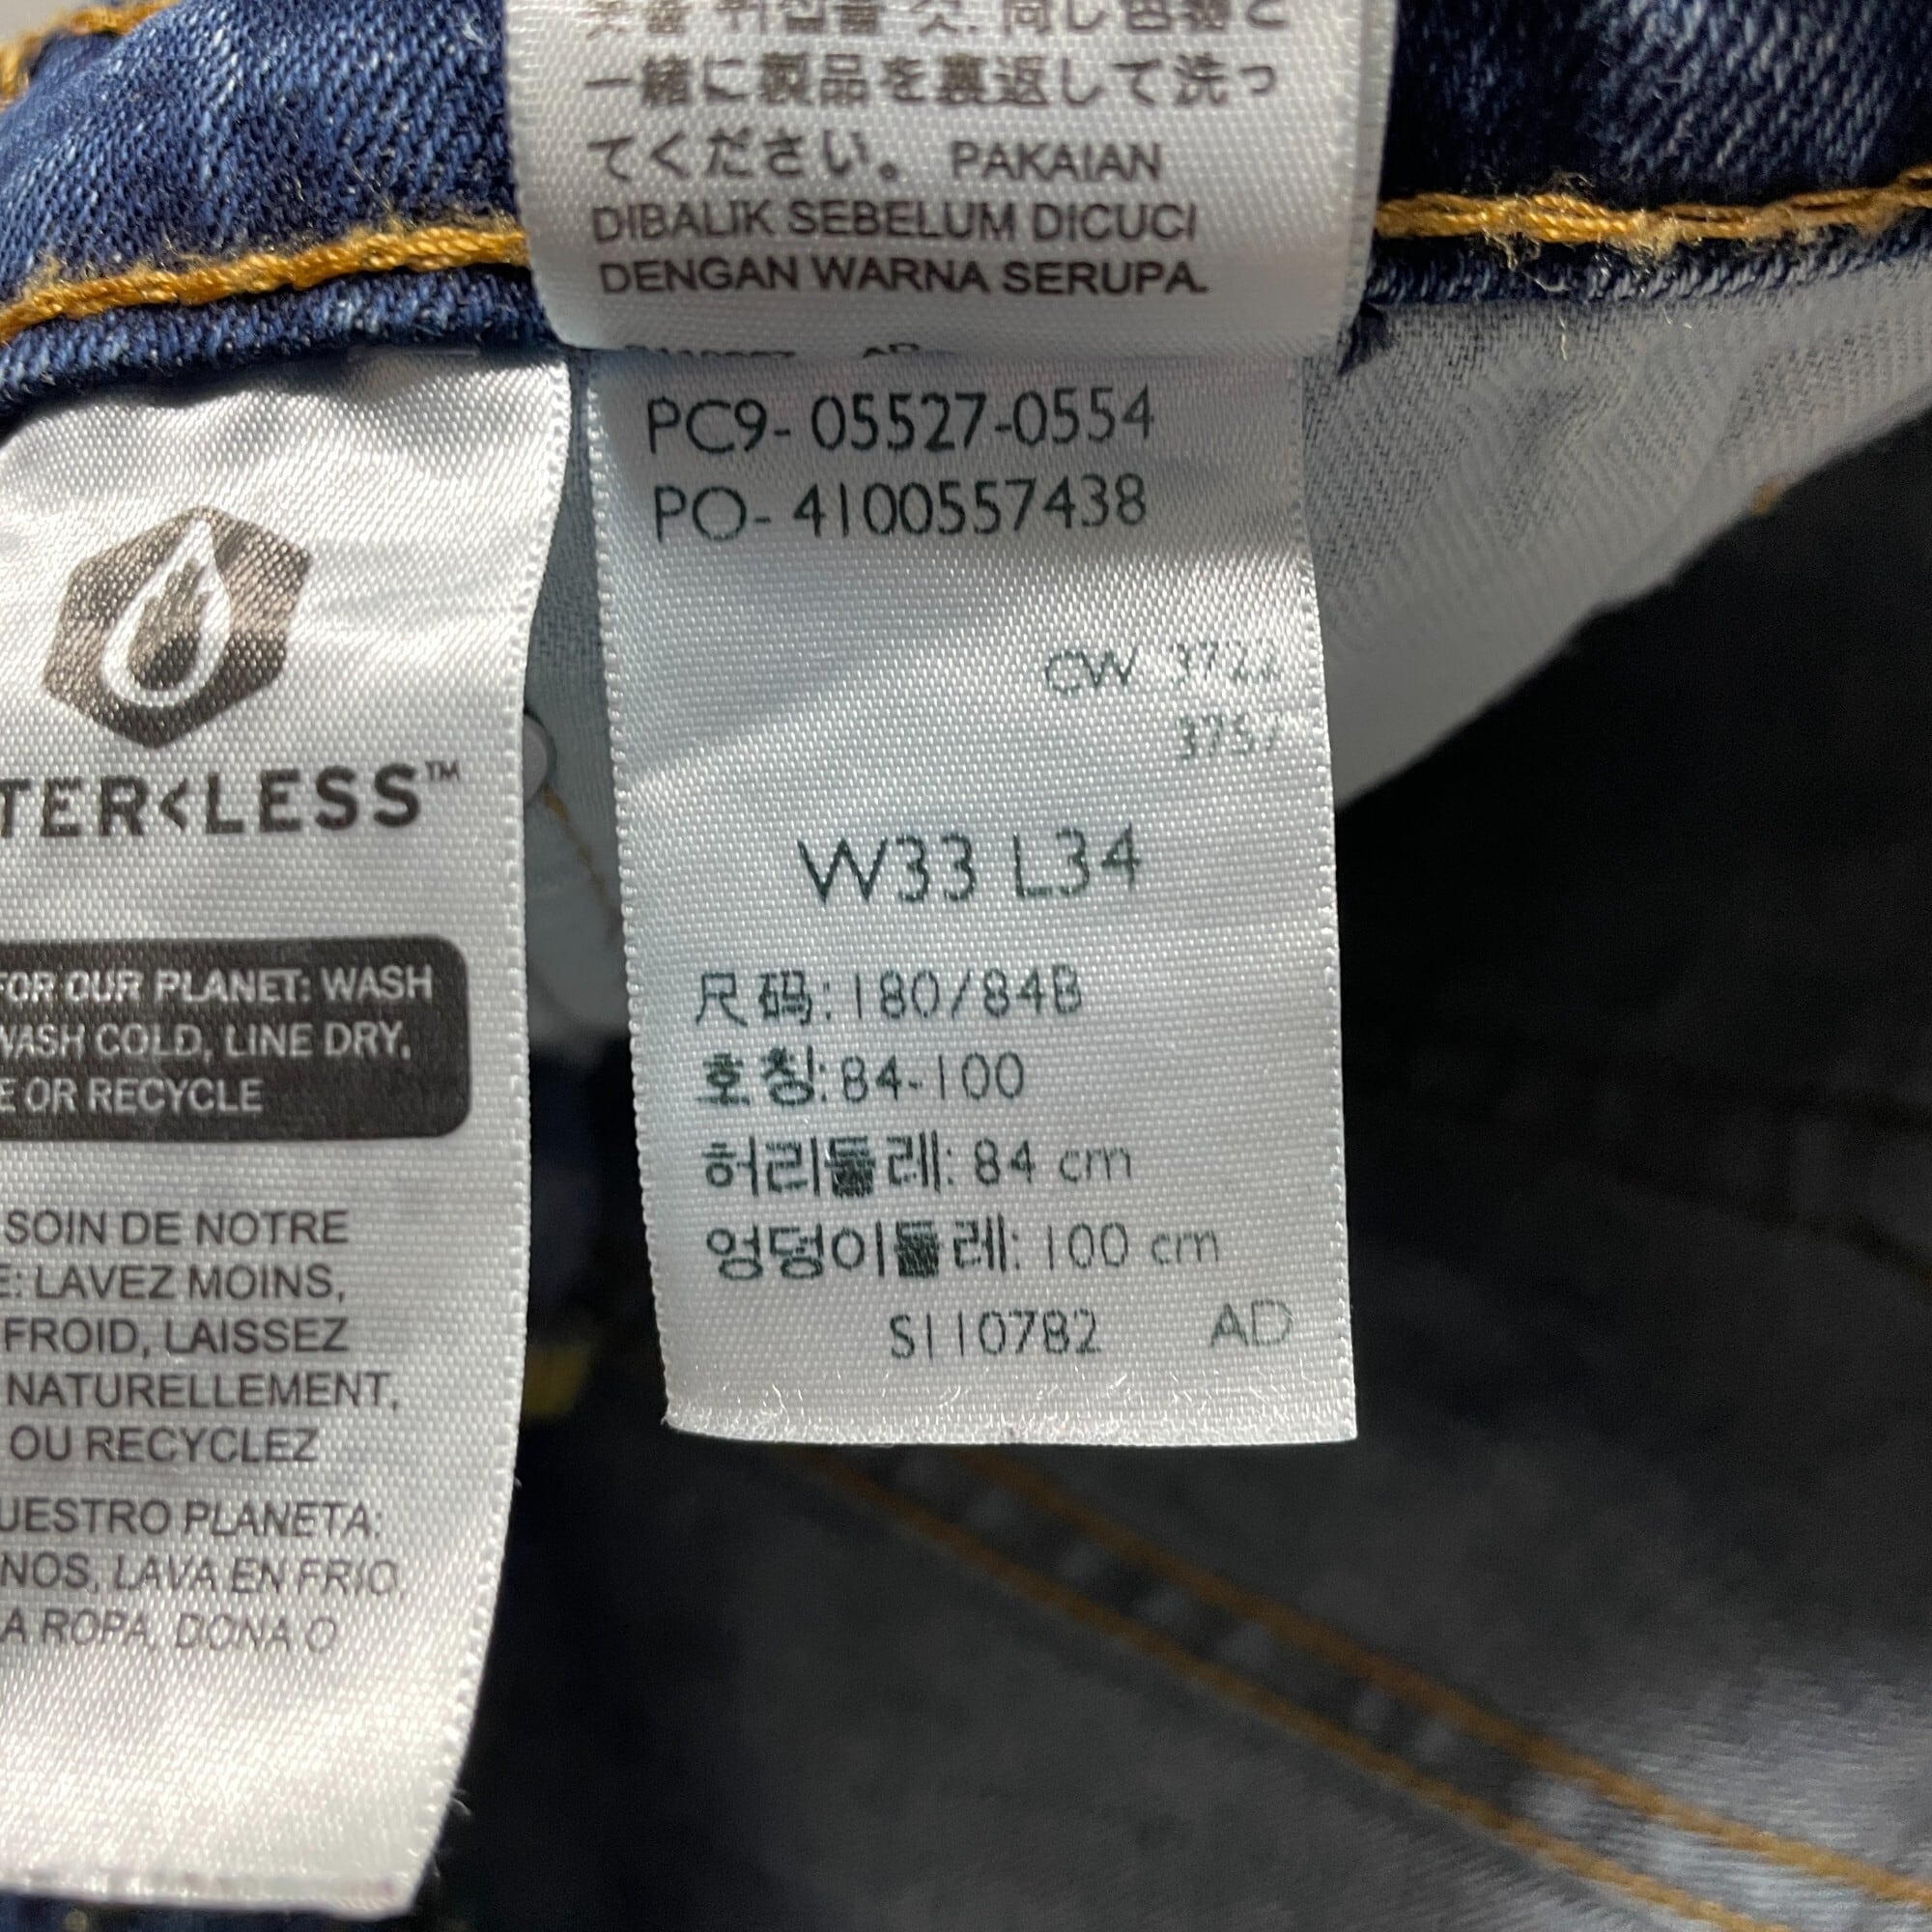 一緒に製品を裏返して洗っ
てください。 PAKAIAN
DIBALIK SEBELUM DICUCI
DENGAN WARNA SERUPA.
PC9- 05527-0554
PO- 4100557438
CW 3722
3757
W33 L34
尺码: 180/84B
호칭: 84-100
허리둘레: 84 cm
엉덩이둘레: 100 cm
S110782 AD
TER<LESS™
FOR OUR PLANET: WASH
WASH COLD, LINE DRY,
E OR RECYCLE
SOIN DE NOTRE
E: LAVEZ MOINS,
FROID, LAISSEZ
NATURELLEMENT,
OU RECYCLEZ
UESTRO PLANETA:
NOS, LAVA EN FRIO
A ROPA, DONA O